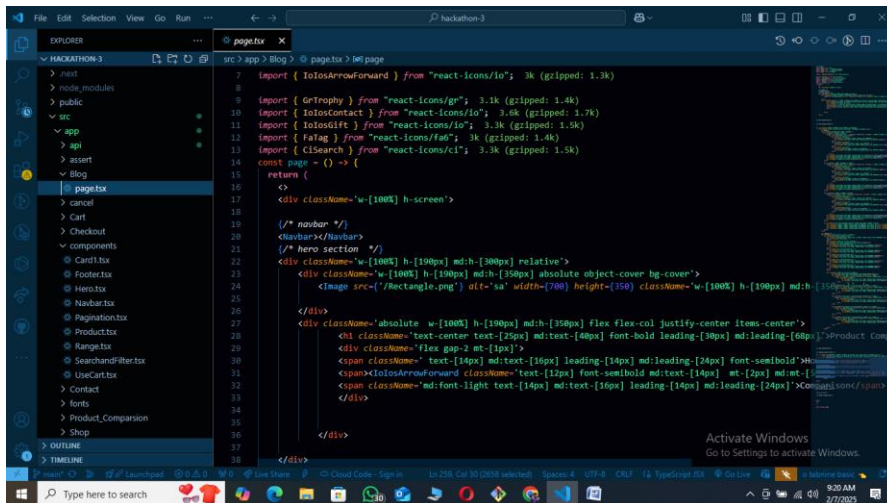 File Edit Selection View Go Run ···
hackathon-3
EXPLORER ···
HACKATHON-3
> .next
> node_modules
> public
src
app
> api
> assert
Blog
page.tsx
> cancel
> Cart
> Checkout
components
Card1.tsx
Footer.tsx
Hero.tsx
Navbar.tsx
Pagination.tsx
Product.tsx
Range.tsx
SearchandFilter.tsx
UseCart.tsx
> Contact
> fonts
> Product_Comparsion
> Shop
> OUTLINE
> TIMELINE
page.tsx X
src > app > Blog > page.tsx > page
7 import { IoIosArrowForward } from "react-icons/io"; 3k (gzipped: 1.3k)
8
9 import { GrTrophy } from "react-icons/gr"; 3.1k (gzipped: 1.4k)
10 import { IoIosContact } from "react-icons/io"; 3.6k (gzipped: 1.7k)
11 import { IoIosGift } from "react-icons/io"; 3.3k (gzipped: 1.5k)
12 import { FaTag } from "react-icons/fa6"; 3k (gzipped: 1.4k)
13 import { CiSearch } from "react-icons/ci"; 3.3k (gzipped: 1.5k)
14 const page = () => {
15 return (
16 <>
17 <div className='w-[100%] h-screen'>
18
19 {/* navbar */}
20 <Navbar></Navbar>
21 {/* hero section */}
22 <div className='w-[100%] h-[190px] md:h-[300px] relative'>
23 <div className='w-[100%] h-[190px] md:h-[350px] absolute object-cover bg-cover'>
24 <Image src={'/Rectangle.png'} alt='sa' width={700} height={350} className='w-[100%] h-[190px] md:h-[350px]
25
26 </div>
27 <div className='absolute w-[100%] h-[190px] md:h-[350px] flex flex-col justify-center items-center'>
28 <h1 className='text-center text-[25px] md:text-[40px] font-bold leading-[30px] md:leading-[60px]'>Product Com
29 <div className='flex gap-2 mt-[1px]'>
30 <span className=' text-[14px] md:text-[16px] leading-[14px] md:leading-[24px] font-semibold'>Ho
31 <span><IoIosArrowForward className='text-[12px] font-semibold md:text-[14px] mt-[2px] md:mt-[
32 <span className='md:font-light text-[14px] md:text-[16px] leading-[14px] md:leading-[24px]'>Comparison</span>
33 </div>
34
35
36 </div>
37
38 </div>
Activate Windows
Go to Settings to activate Windows.
main* Launchpad 0 0 0 Live Share Cloud Code - Sign in Ln 259, Col 30 (2658 selected) Spaces: 4 UTF-8 CRLF TypeScript JSX Go Live tabnine basic
Type here to search
9:20 AM
2/7/2025